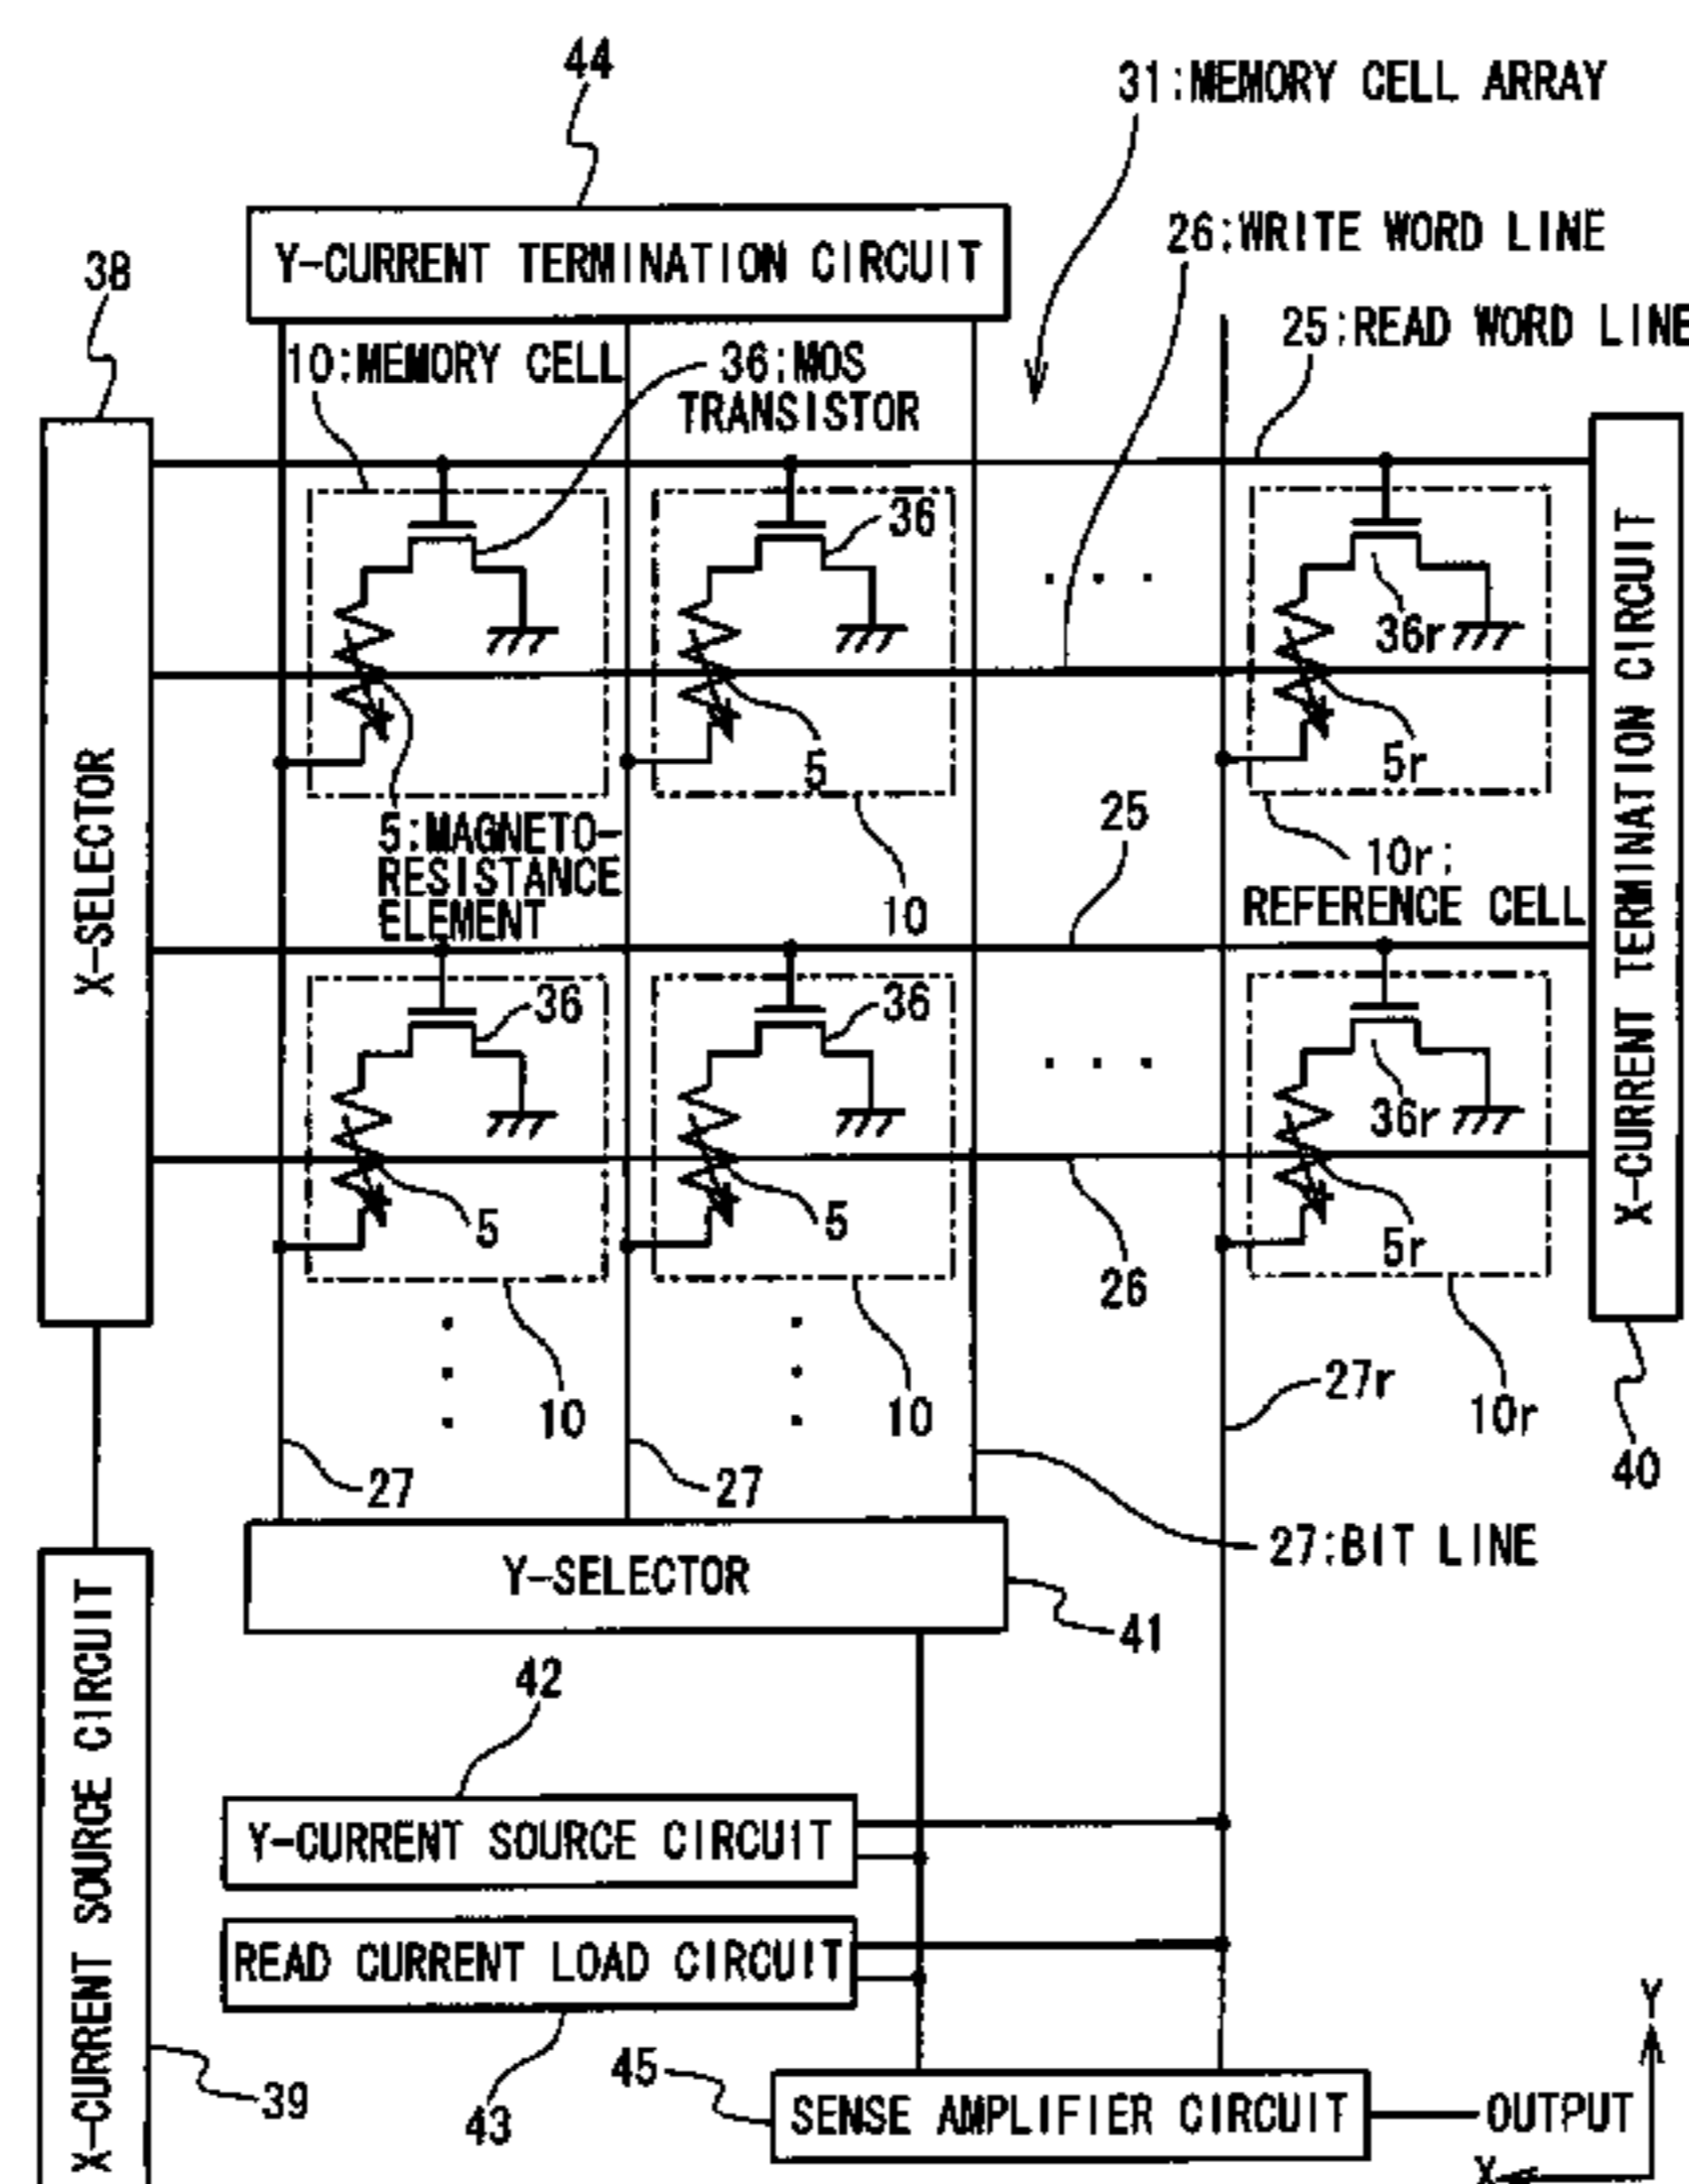 44
31:MEMORY CELL ARRAY
Y-CURRENT TERMINATION CIRCUIT
26:WRITE WORD LINE
38
25:READ WORD LINE
10:MEMORY CELL
36:MOS
TRANSISTOR
36
. . .
36r
5
5r
X-SELECTOR
X-CURRENT TERMINATION CIRCUIT
5:MAGNETO-
RESISTANCE
ELEMENT
10
25
10r:
REFERENCE CELL
36
36
. . .
36r
5
5
5r
26
10
10
27r
10r
40
27
27
27:BIT LINE
Y-SELECTOR
41
42
X-CURRENT SOURCE CIRCUIT
Y-CURRENT SOURCE CIRCUIT
READ CURRENT LOAD CIRCUIT
39
43
45
SENSE AMPLIFIER CIRCUIT
OUTPUT
Y
X